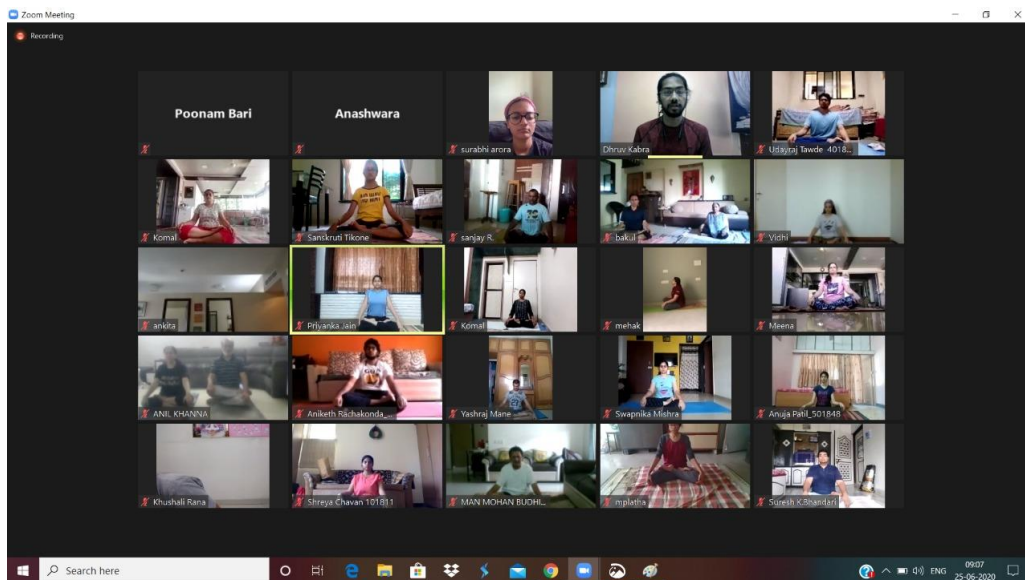 Zoom Meeting
Recording
Poonam Bari
Anashwara
surabhi arora
Dhruv Kabra
Udayraj Tawde_4018...
Komal
Sanskruti Tikone
sanjay R.
bakul
Vidhi
ankita
Priyanka Jain
Komal
mehak
Meena
ANIL KHANNA
Aniketh Rachakonda_...
Yashraj Mane
Swapnika Mishra
Anuja Patil_501848
Khushali Rana
Shreya Chavan 101811
MAN MOHAN BUDHI...
mplatha
Suresh K.Bhandari
Search here
ENG
09:07
25-06-2020